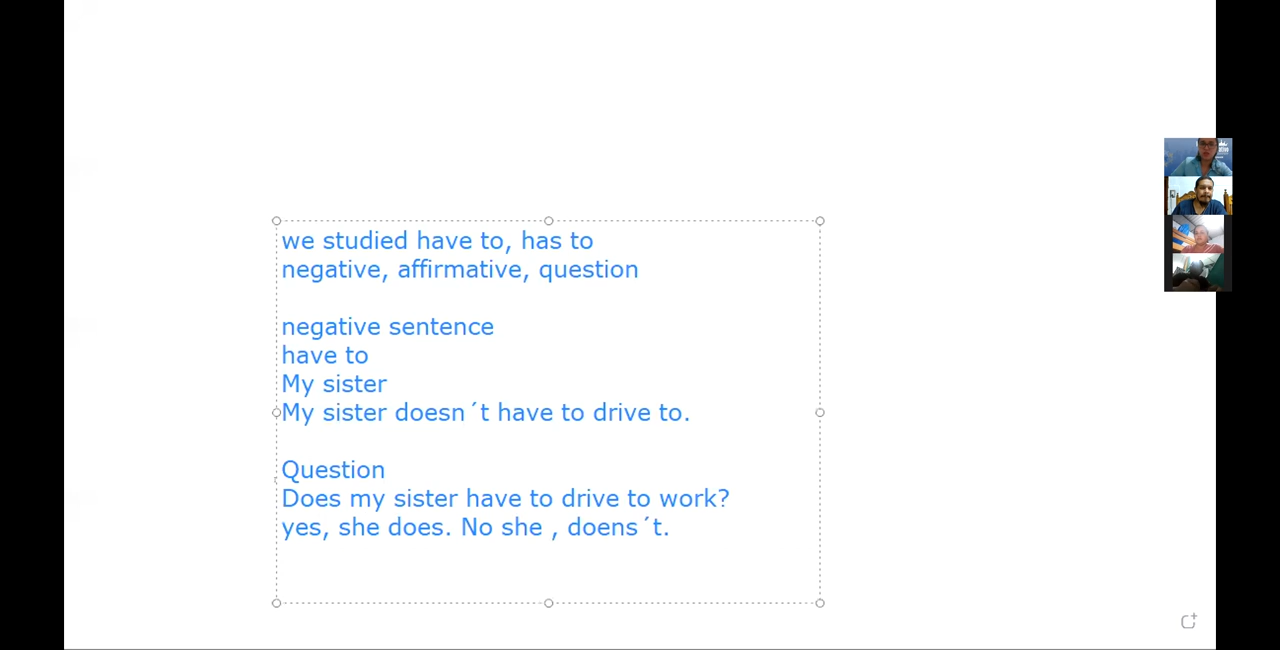 we studied have to, has to
negative, affirmative, question
negative sentence
have to
My sister
My sister doesn´t have to drive to.
Question
Does my sister have to drive to work?
yes, she does. No she , doens´t.